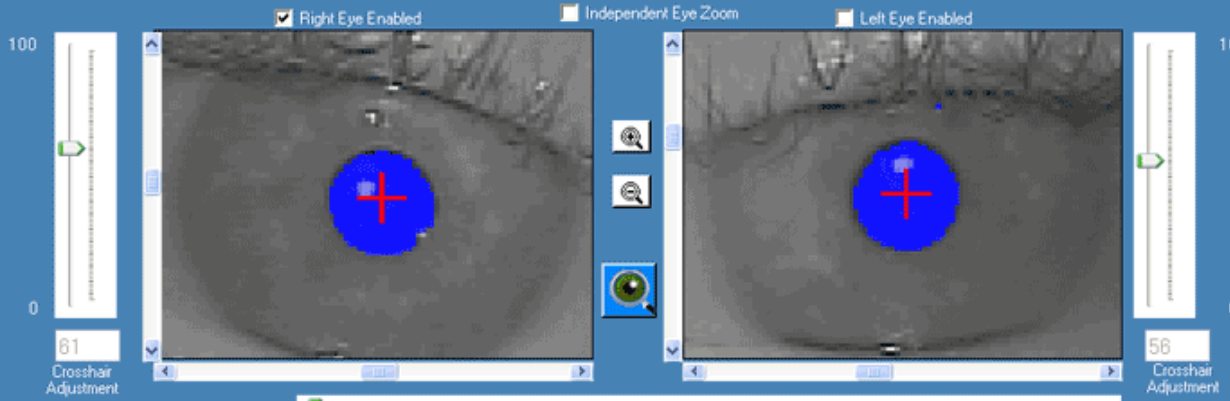 Right Eye Enabled
Independent Eye Zoom
Left Eye Enabled
100
0
61
Crosshair
Adjustment
56
Crosshair
Adjustment